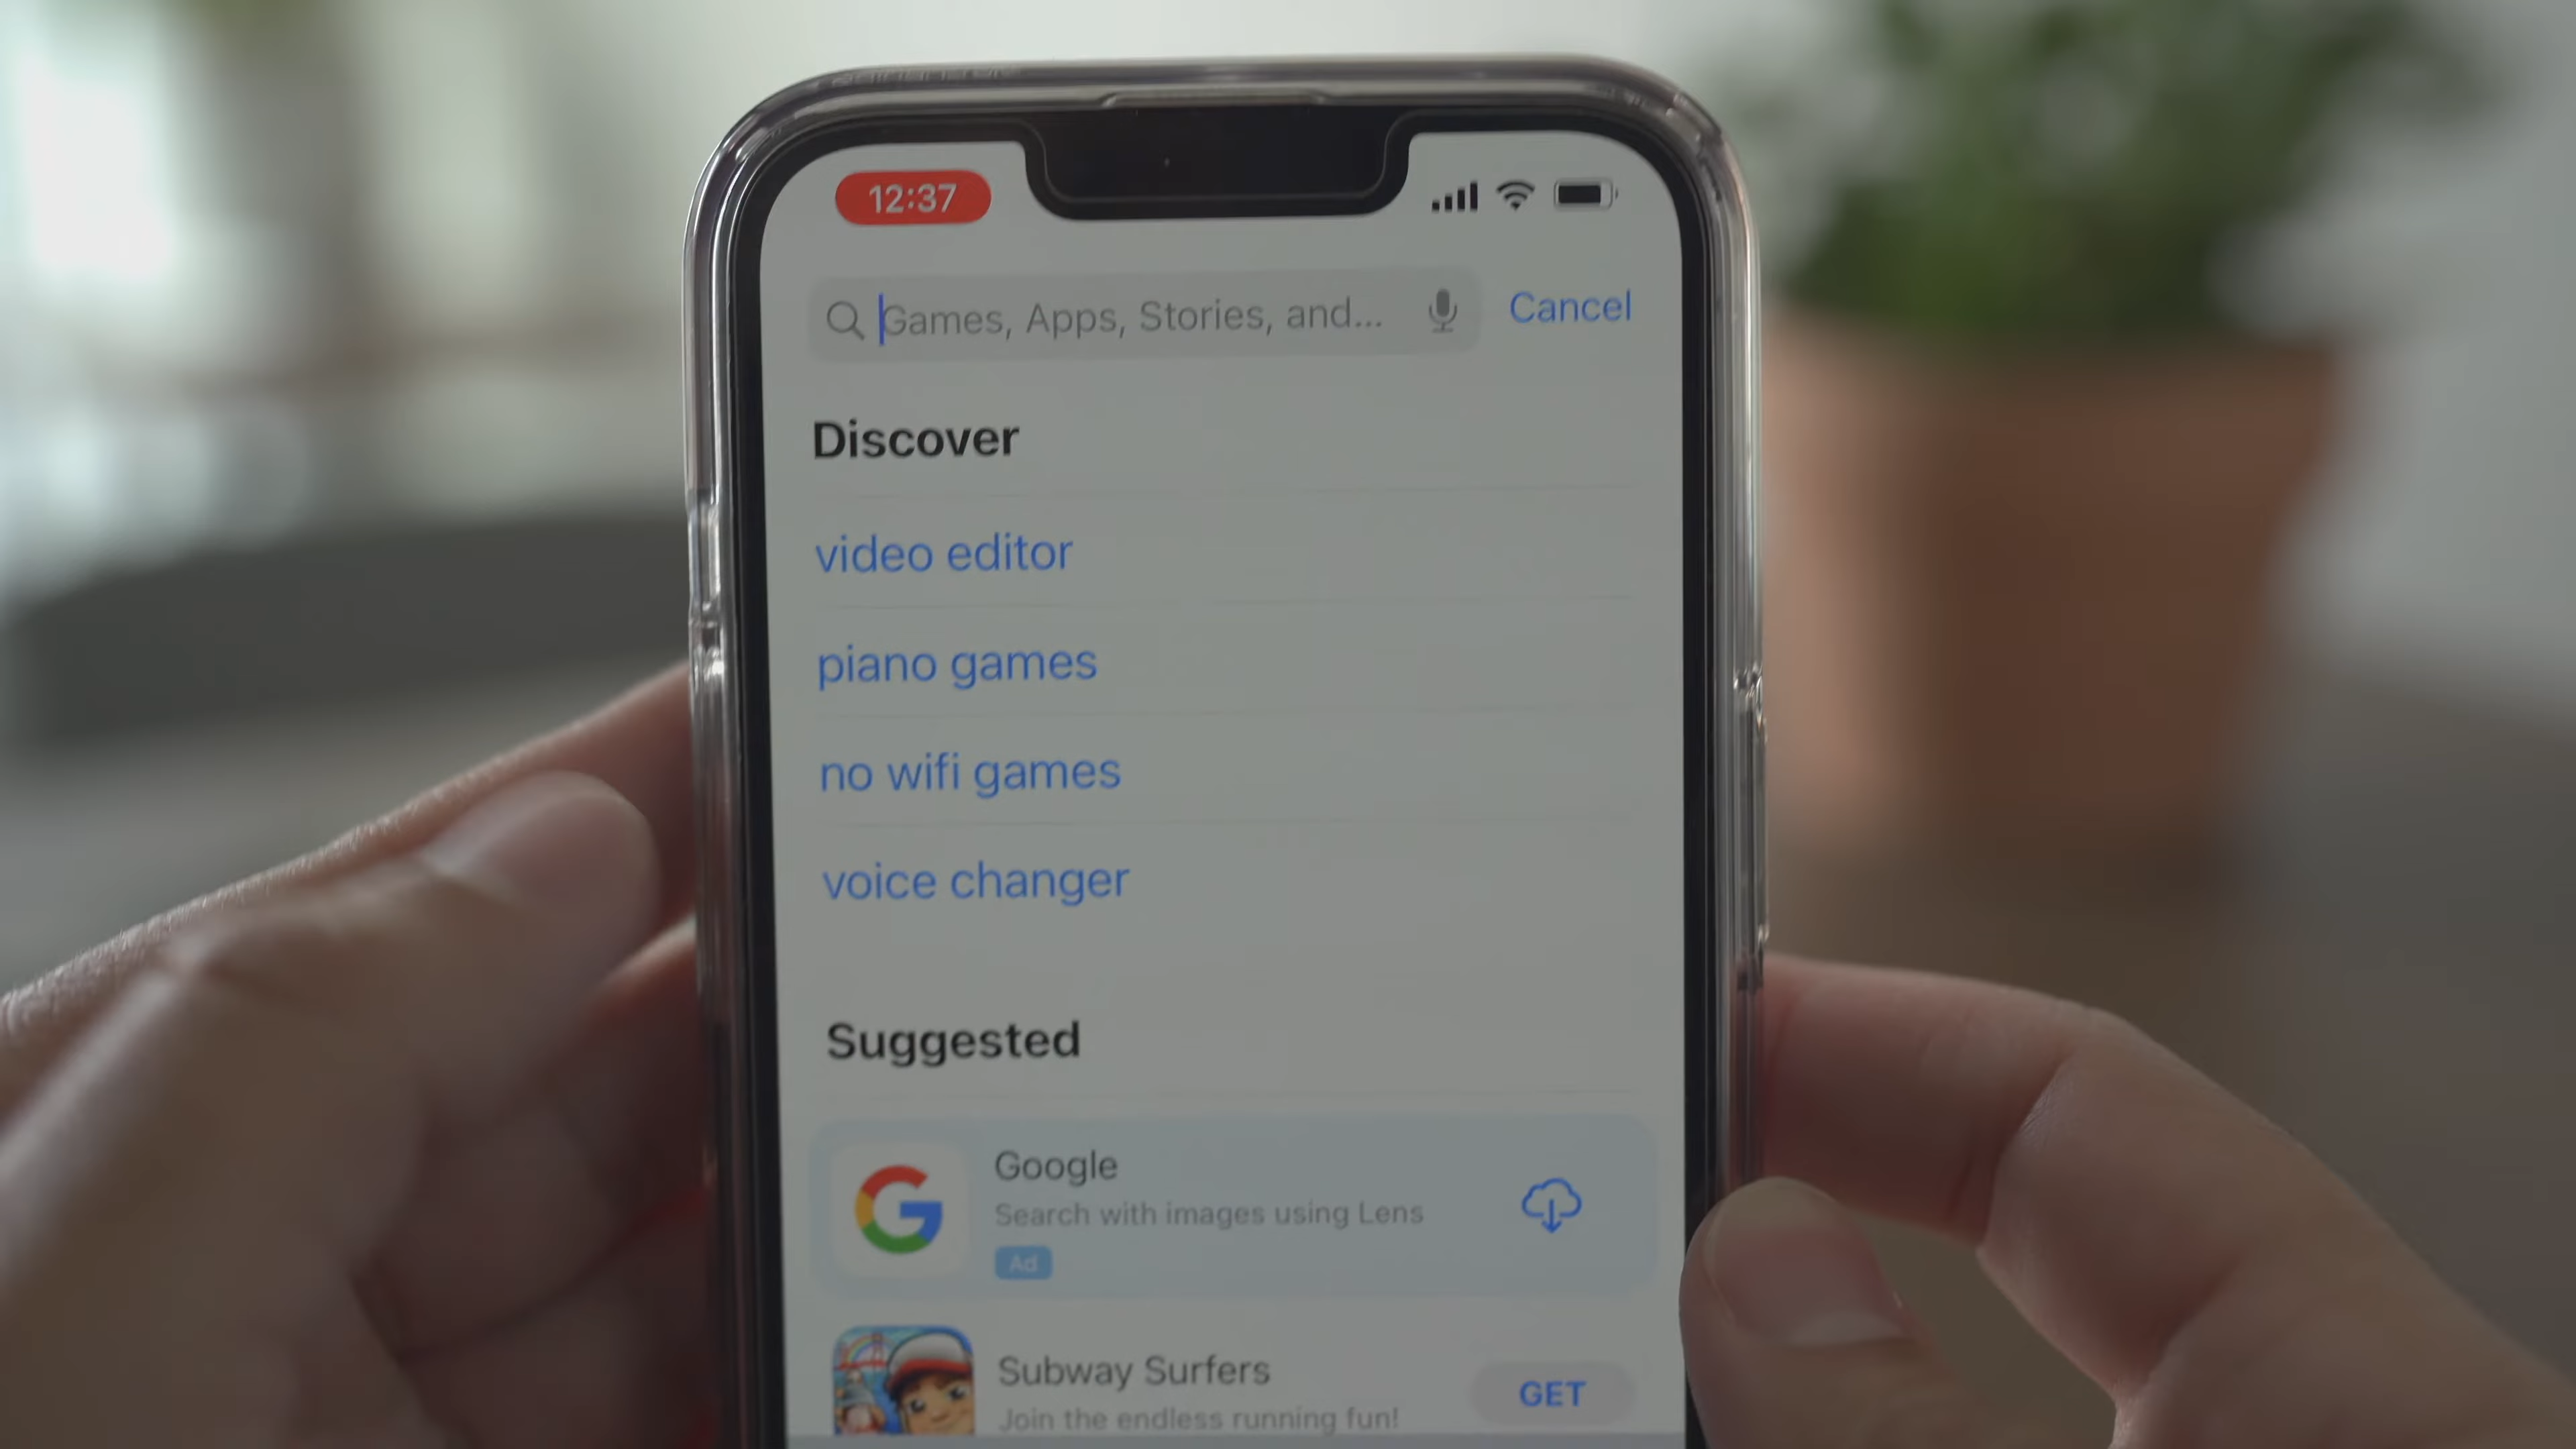 12:37
Games, Apps, Stories, and...
Cancel
Discover
video editor
piano games
no wifi games
voice changer
Suggested
Google
Search with images using Lens
Ad
Subway Surfers
Join the endless running fun!
GET